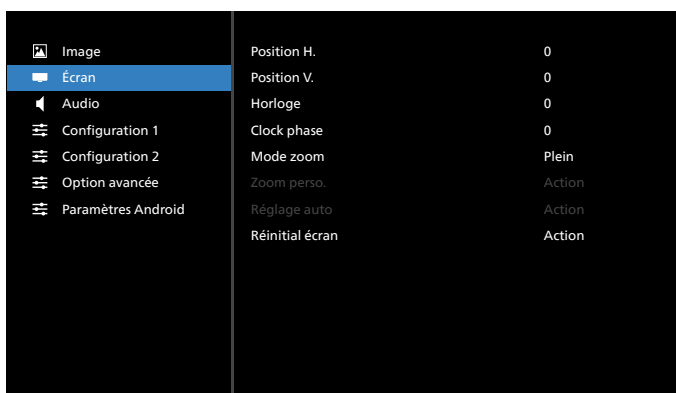 Image
Écran
Audio
Configuration 1
Configuration 2
Option avancée
Paramètres Android
Position H. 0
Position V. 0
Horloge 0
Clock phase 0
Mode zoom Plein
Zoom perso. Action
Réglage auto Action
Réinitial écran Action